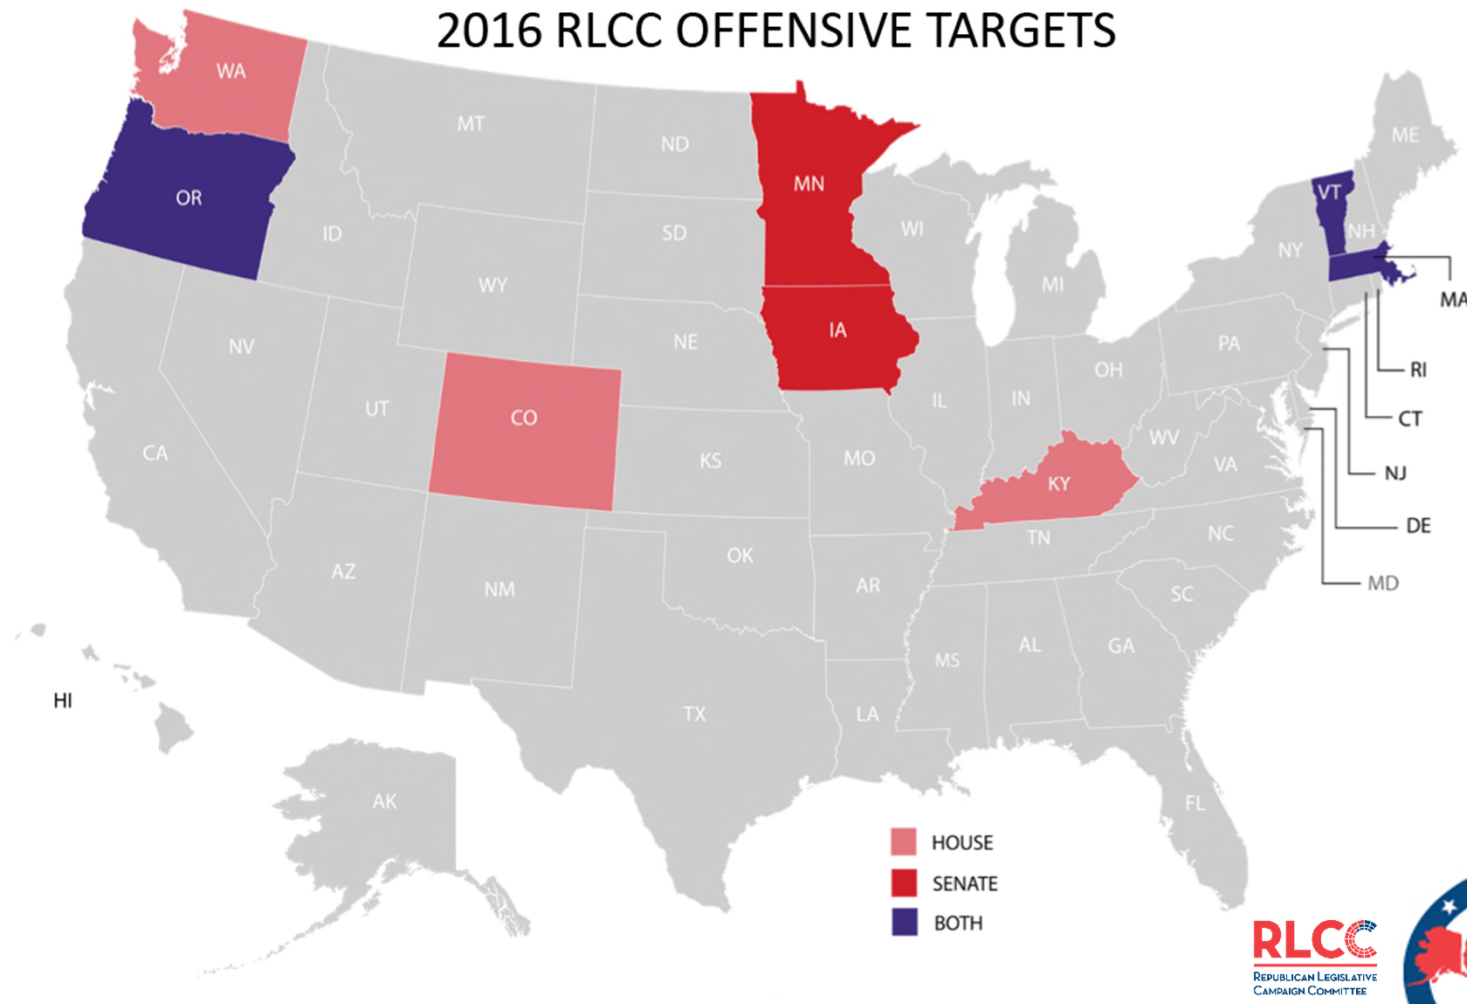 2016 RLCC OFFENSIVE TARGETS
WA
MT
ND
MN
ME
OR
ID
SD
WI
VT
NH
NY
MI
WY
MA
NV
NE
IA
PA
RI
UT
CO
IL
IN
OH
CT
CA
KS
MO
WV
VA
KY
NJ
DE
AZ
NM
OK
AR
TN
NC
SC
MD
HI
TX
LA
MS
AL
GA
AK
FL
HOUSE
SENATE
BOTH
RLCC
REPUBLICAN LEGISLATIVE
CAMPAIGN COMMITTEE